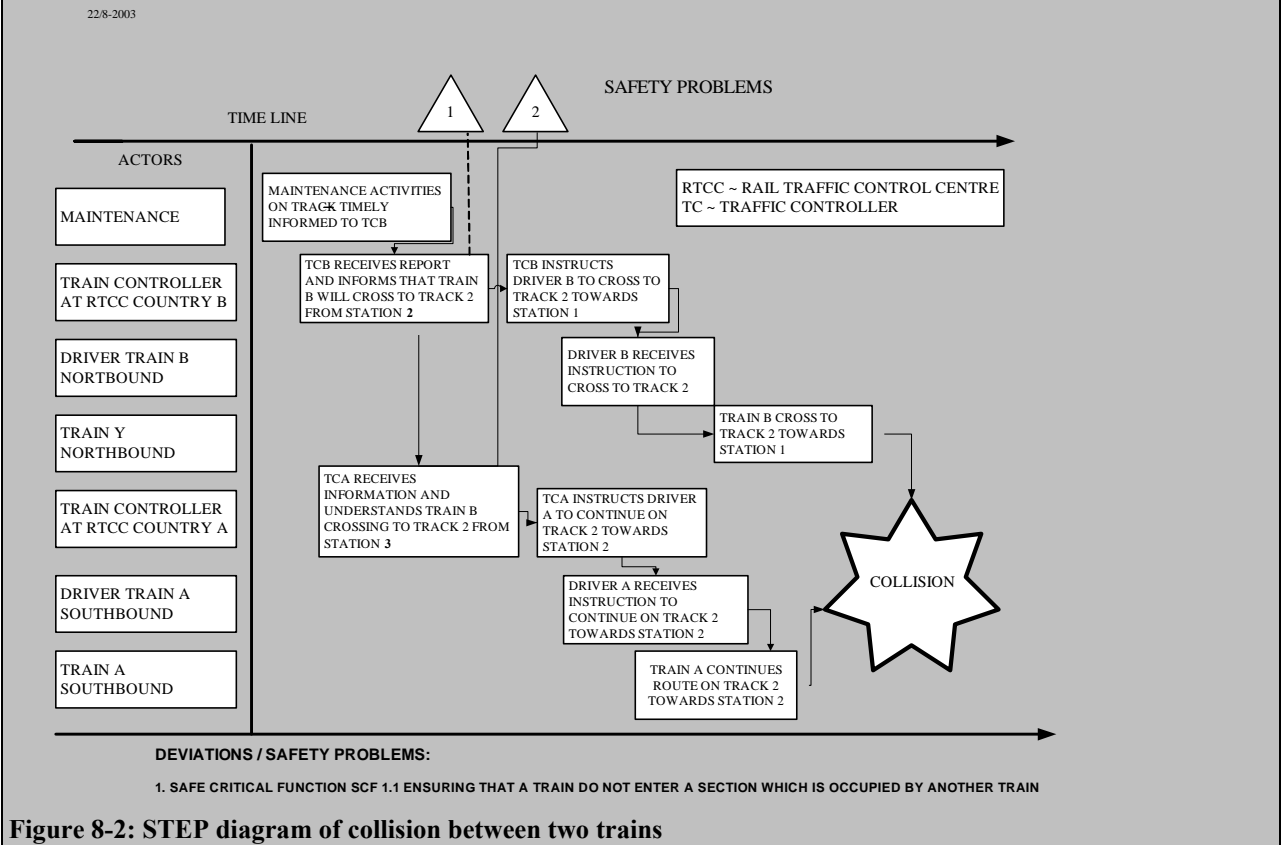 22/8-2003
SAFETY PROBLEMS
1
2
TIME LINE
ACTORS
MAINTENANCE
MAINTENANCE ACTIVITIES
ON TRACK TIMELY
INFORMED TO TCB
RTCC ~ RAIL TRAFFIC CONTROL CENTRE
TC ~ TRAFFIC CONTROLLER
TRAIN CONTROLLER
AT RTCC COUNTRY B
TCB RECEIVES REPORT
AND INFORMS THAT TRAIN
B WILL CROSS TO TRACK 2
FROM STATION 2
TCB INSTRUCTS
DRIVER B TO CROSS TO
TRACK 2 TOWARDS
STATION 1
DRIVER TRAIN B
NORTBOUND
DRIVER B RECEIVES
INSTRUCTION TO
CROSS TO TRACK 2
TRAIN Y
NORTHBOUND
TRAIN B CROSS TO
TRACK 2 TOWARDS
STATION 1
TRAIN CONTROLLER
AT RTCC COUNTRY A
TCA RECEIVES
INFORMATION AND
UNDERSTANDS TRAIN B
CROSSING TO TRACK 2 FROM
STATION 3
TCA INSTRUCTS DRIVER
A TO CONTINUE ON
TRACK 2 TOWARDS
STATION 2
COLLISION
DRIVER TRAIN A
SOUTHBOUND
DRIVER A RECEIVES
INSTRUCTION TO
CONTINUE ON TRACK 2
TOWARDS STATION 2
TRAIN A
SOUTHBOUND
TRAIN A CONTINUES
ROUTE ON TRACK 2
TOWARDS STATION 2
DEVIATIONS / SAFETY PROBLEMS:
1. SAFE CRITICAL FUNCTION SCF 1.1 ENSURING THAT A TRAIN DO NOT ENTER A SECTION WHICH IS OCCUPIED BY ANOTHER TRAIN
Figure 8-2: STEP diagram of collision between two trains